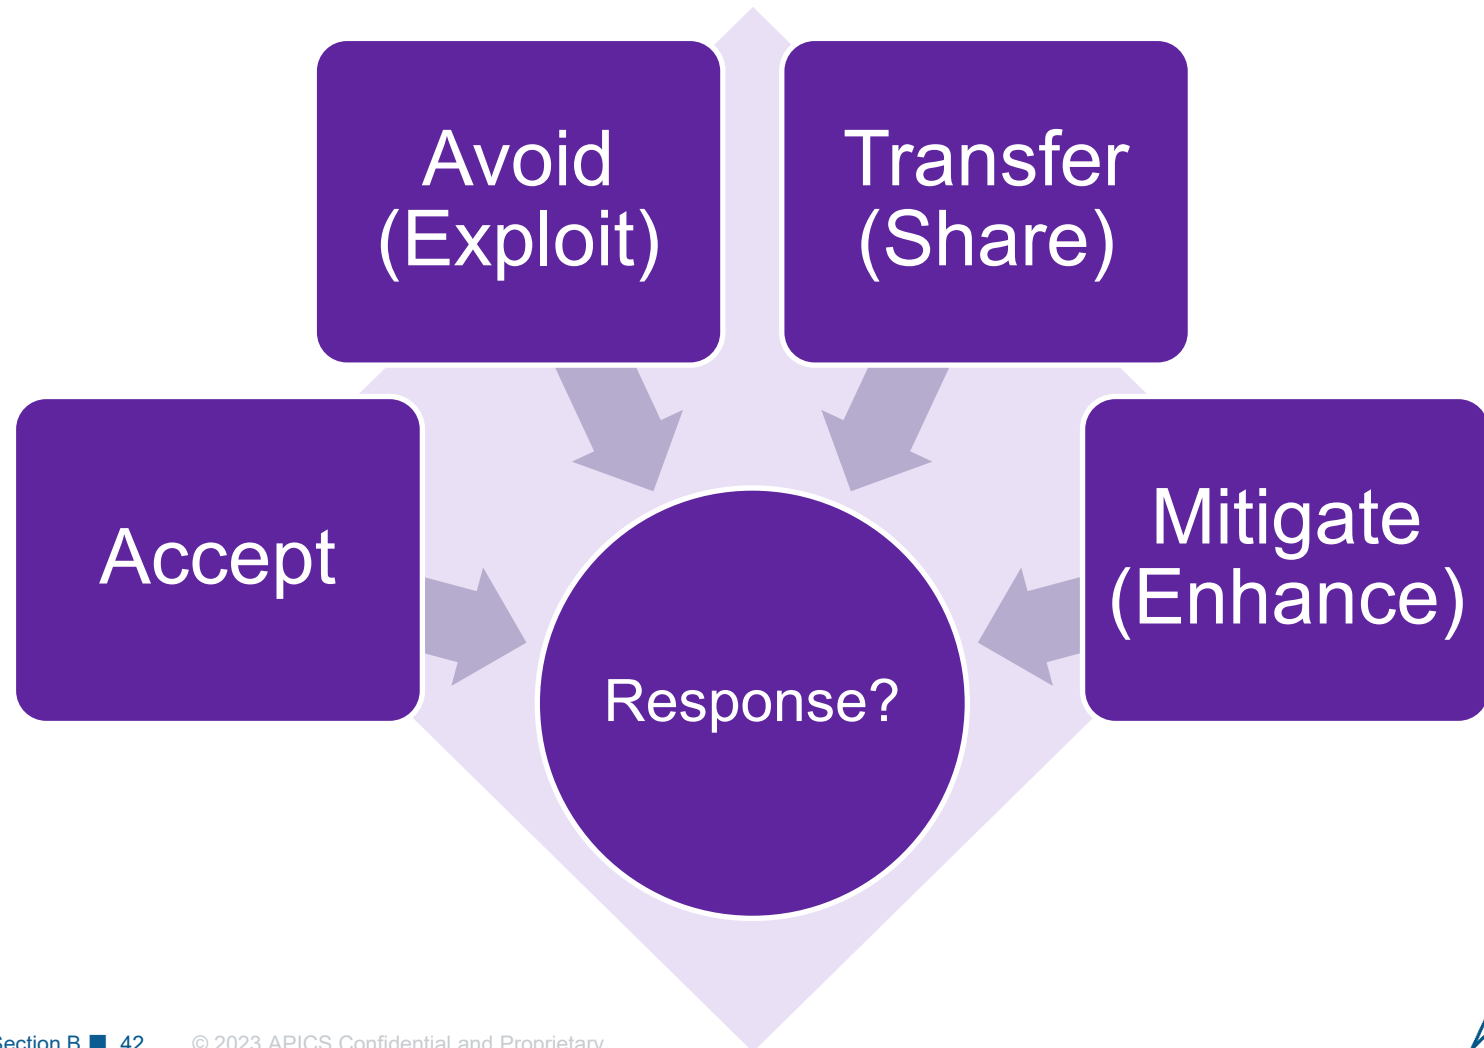 Avoid
(Exploit)
Transfer
(Share)
Accept
Mitigate
(Enhance)
Response?
Section B ■ 42 © 2023 APICS Confidential and Proprietary